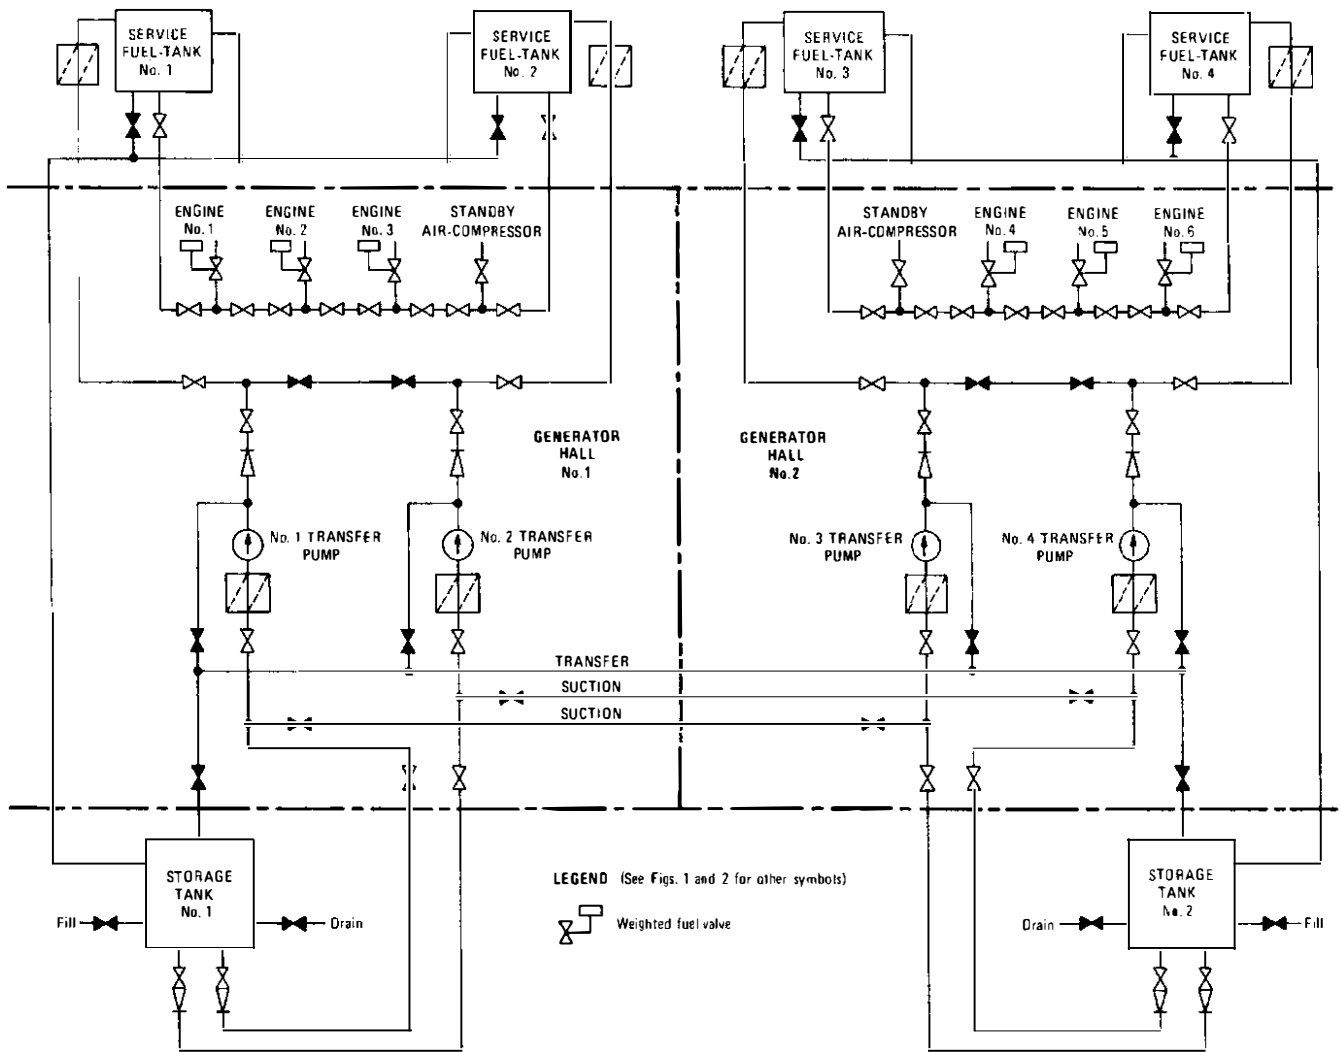 SERVICE
FUEL-TANK
No. 1
SERVICE
FUEL-TANK
No. 2
SERVICE
FUEL-TANK
No. 3
SERVICE
FUEL-TANK
No. 4
ENGINE
No. 1
ENGINE
No. 2
ENGINE
No. 3
STANDBY
AIR-COMPRESSOR
STANDBY
AIR-COMPRESSOR
ENGINE
No. 4
ENGINE
No. 5
ENGINE
No. 6
GENERATOR
HALL
No. 1
GENERATOR
HALL
No. 2
No. 1 TRANSFER
PUMP
No. 2 TRANSFER
PUMP
No. 3 TRANSFER
PUMP
No. 4 TRANSFER
PUMP
TRANSFER
SUCTION
SUCTION
STORAGE
TANK
No. 1
Fill
Drain
LEGEND (See Figs. 1 and 2 for other symbols)
Weighted fuel valve
STORAGE
TANK
No. 2
Drain
Fill